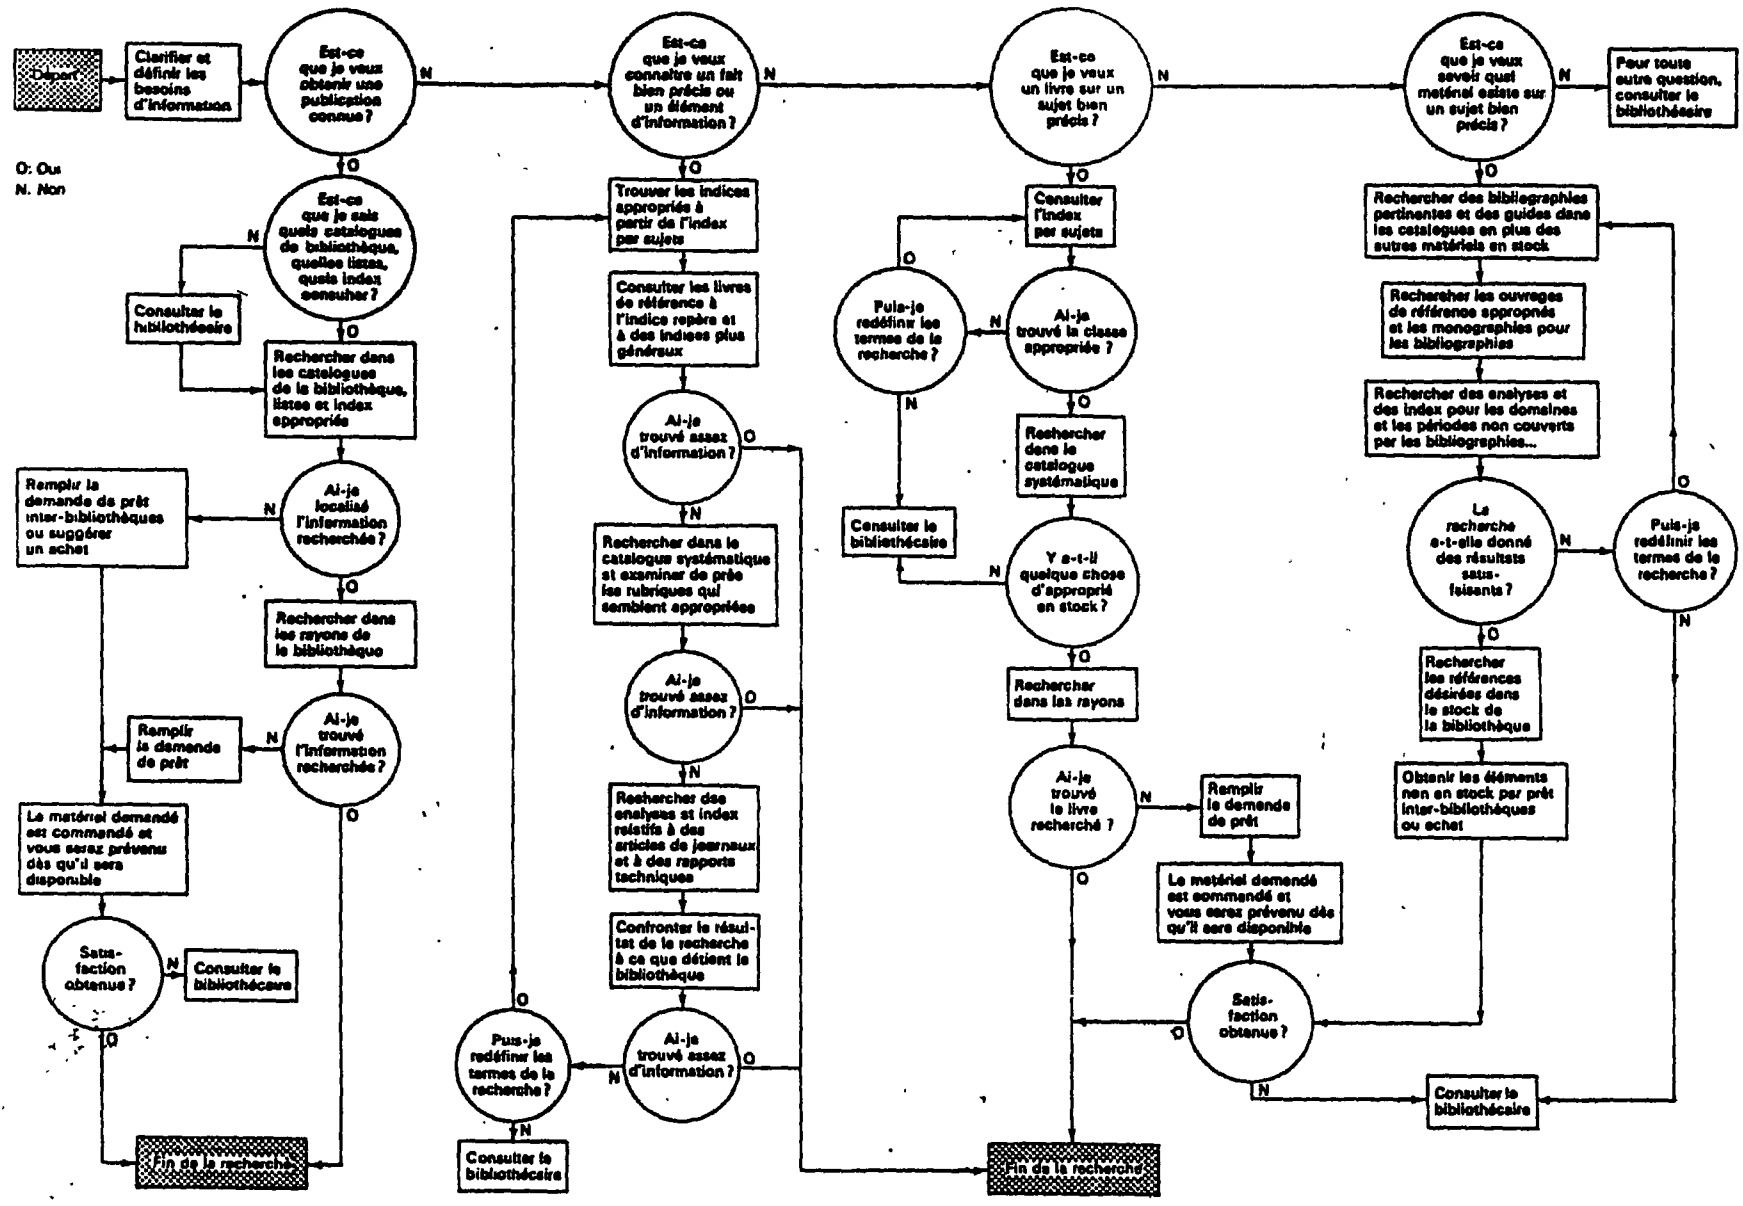 Départ
Clarifier et
définir les
besoins
d'information
Est-ce
que je veux
obtenir une
publication
connue ?
N
Est-ce
que je veux
connaître un fait
bien précis ou
un élément
d'information ?
N
Est-ce
que je veux
un livre sur un
sujet bien
précis ?
N
Est-ce
que je veux
savoir quel
matériel existe sur
un sujet bien
précis ?
N
Pour toute
autre question,
consulter le
bibliothécaire
O: Oui
N. Non
O
Est-ce
que je sais
quels catalogues
de bibliothèque,
quelles listes,
quels index
consulter ?
N
Consulter le
bibliothécaire
O
Rechercher dans
les catalogues
de la bibliothèque,
listes et index
appropriés
Ai-je
localisé
l'information
recherchée ?
N
Remplir la
demande de prêt
inter-bibliothèques
ou suggérer
un achat
O
Rechercher dans
les rayons de
la bibliothèque
Ai-je
trouvé
l'information
recherchée ?
N
Remplir
la demande
de prêt
O
Le matériel demandé
est commandé et
vous serez prévenu
dès qu'il sera
disponible
Satis-
faction
obtenue ?
N
Consulter le
bibliothécaire
O
Fin de la recherche
O
Trouver les indices
appropriés à
partir de l'index
par sujets
Consulter les livres
de référence à
l'indice repère et
à des indices plus
généraux
Ai-je
trouvé assez
d'information ?
O
N
Rechercher dans le
catalogue systématique
et examiner de près
les rubriques qui
semblent appropriées
Ai-je
trouvé assez
d'information ?
O
N
Rechercher des
analyses et index
relatifs à des
articles de journaux
et à des rapports
techniques
Confronter le résul-
tat de la recherche
à ce que détient la
bibliothèque
Ai-je
trouvé assez
d'information ?
O
N
Puis-je
redéfinir les
termes de la
recherche ?
O
N
Consulter le
bibliothécaire
O
Consulter
l'index
par sujets
Ai-je
trouvé la classe
appropriée ?
N
Puis-je
redéfinir les
termes de la
recherche ?
O
N
Consulter le
bibliothécaire
O
Rechercher
dans le
catalogue
systématique
Y a-t-il
quelque chose
d'approprié
en stock ?
N
O
Rechercher
dans les rayons
Ai-je
trouvé
le livre
recherché ?
N
Remplir
la demande
de prêt
O
Le matériel demandé
est commandé et
vous serez prévenu dès
qu'il sera disponible
Satis-
faction
obtenue ?
O
N
Consulter le
bibliothécaire
Fin de la recherche
O
Rechercher des bibliographies
pertinentes et des guides dans
les catalogues en plus des
autres matériels en stock
Rechercher les ouvrages
de référence appropriés
et les monographies pour
les bibliographies
Rechercher des analyses et
des index pour les domaines
et les périodes non couverts
par les bibliographies...
La
recherche
a-t-elle donné
des résultats
satis-
faisants ?
N
Puis-je
redéfinir les
termes de la
recherche ?
O
N
O
Rechercher
les références
désirées dans
le stock de
la bibliothèque
Obtenir les éléments
non en stock par prêt
inter-bibliothèques
ou achat